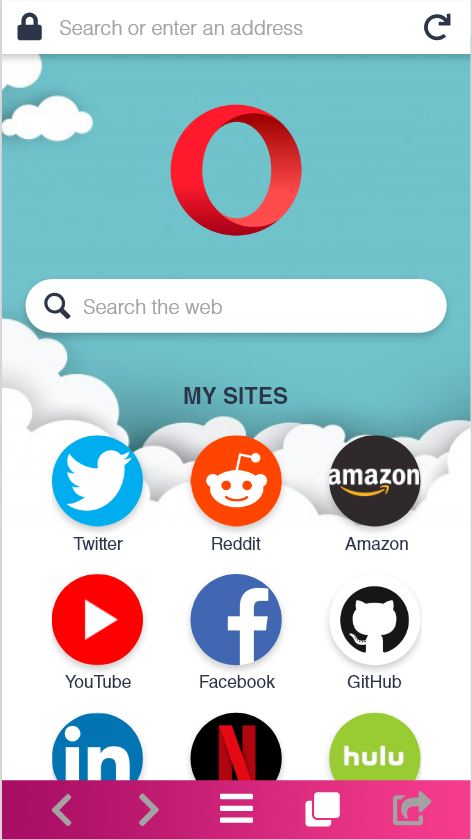 Search or enter an address
Search the web
MY SITES
amazon
Twitter Reddit Amazon
YouTube Facebook GitHub
in N hulu